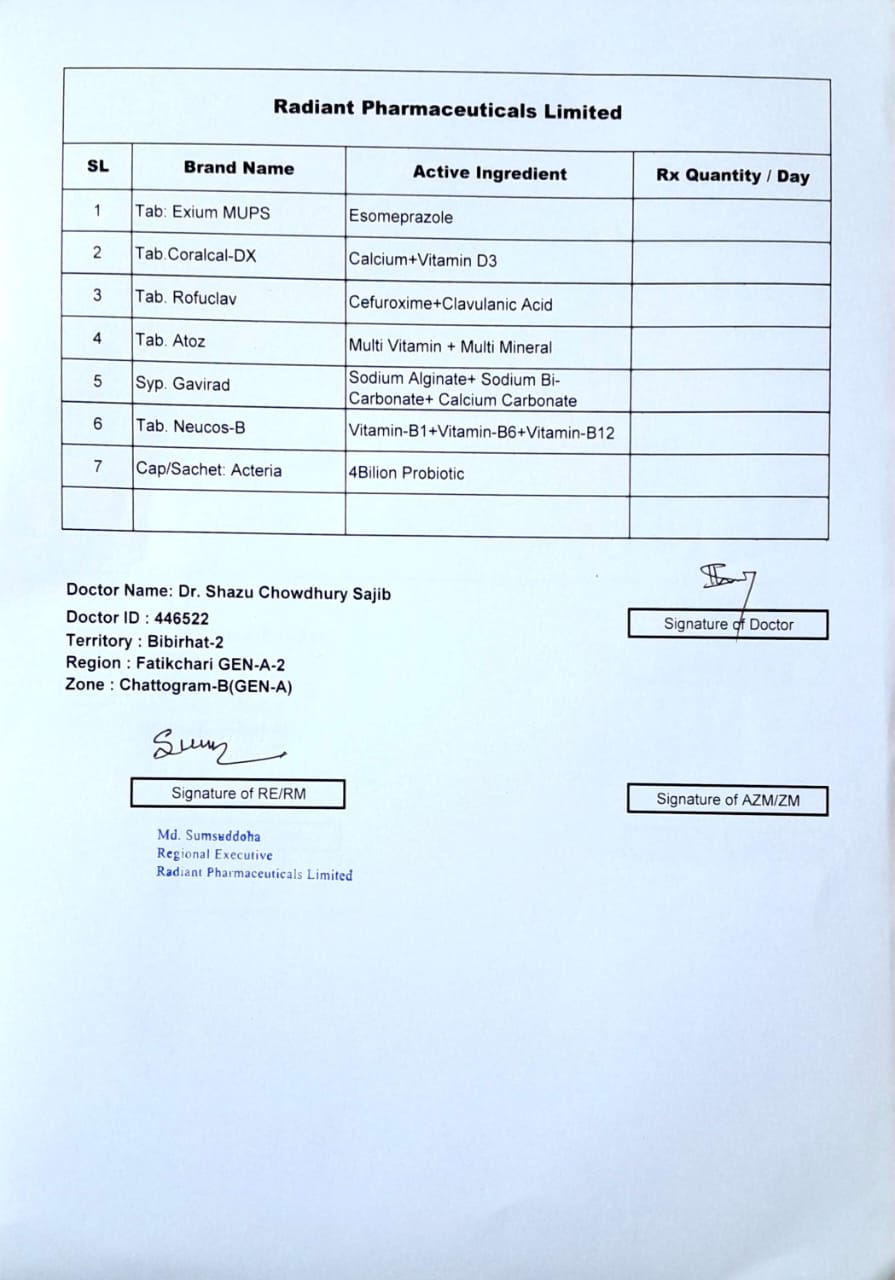 Radiant Pharmaceuticals Limited
SL Brand Name Active Ingredient Rx Quantity / Day
1 Tab: Exium MUPS Esomeprazole
2 Tab.Coralcal-DX Calcium+Vitamin D3
3 Tab. Rofuclav Cefuroxime+Clavulanic Acid
4 Tab. Atoz Multi Vitamin + Multi Mineral
5 Syp. Gavirad Sodium Alginate+ Sodium Bi-
Carbonate+ Calcium Carbonate
6 Tab. Neucos-B Vitamin-B1+Vitamin-B6+Vitamin-B12
7 Cap/Sachet: Acteria 4Bilion Probiotic
Doctor Name: Dr. Shazu Chowdhury Sajib
Doctor ID : 446522
Territory : Bibirhat-2
Region : Fatikchari GEN-A-2
Zone : Chattogram-B(GEN-A)
Signature of Doctor
Signature of RE/RM
Signature of AZM/ZM
Md. Sumsuddoha
Regional Executive
Radiant Pharmaceuticals Limited